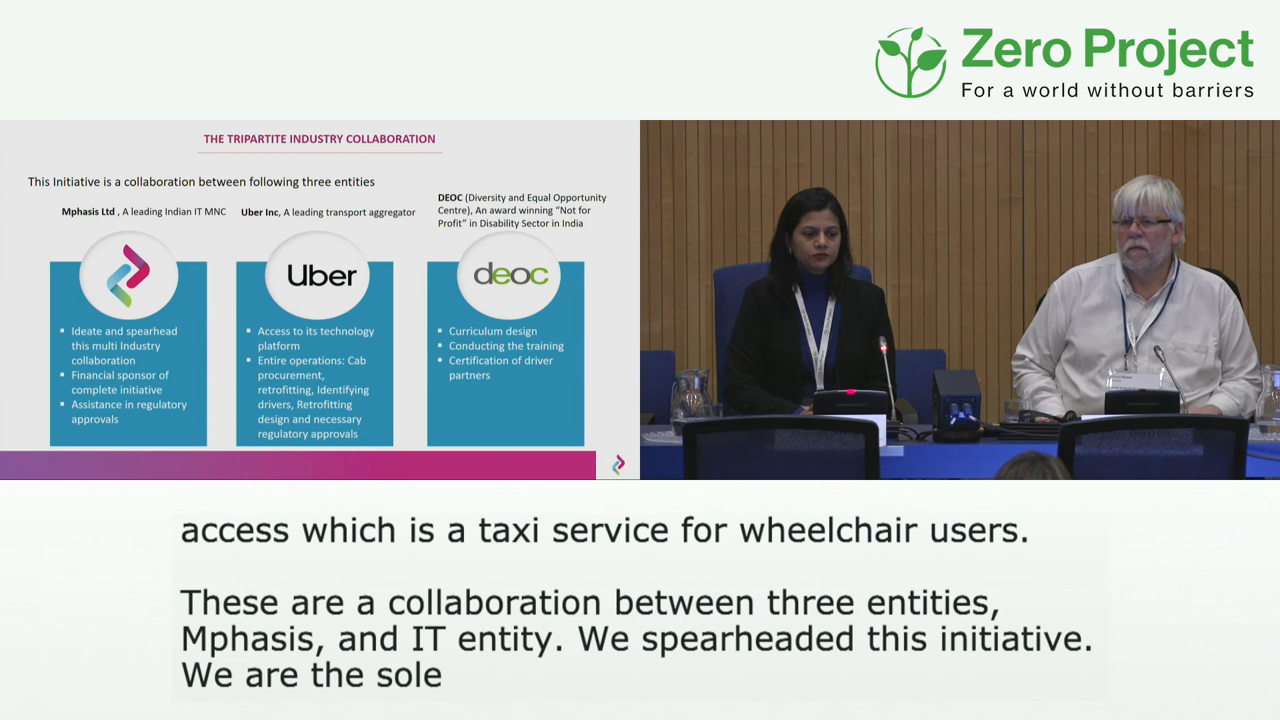 Zero Project
For a world without barriers
THE TRIPARTITE INDUSTRY COLLABORATION
This Initiative is a collaboration between following three entities
Mphasis Ltd , A leading Indian IT MNC
Uber Inc, A leading transport aggregator
DEOC (Diversity and Equal Opportunity
Centre), An award winning “Not for
Profit” in Disability Sector in India
Uber
deoc
▪ Ideate and spearhead
this multi Industry
collaboration
▪ Financial sponsor of
complete initiative
▪ Assistance in regulatory
approvals
▪ Access to its technology
platform
▪ Entire operations: Cab
procurement,
retrofitting, Identifying
drivers, Retrofitting
design and necessary
regulatory approvals
▪ Curriculum design
▪ Conducting the training
▪ Certification of driver
partners
access which is a taxi service for wheelchair users.
These are a collaboration between three entities,
Mphasis, and IT entity. We spearheaded this initiative.
We are the sole